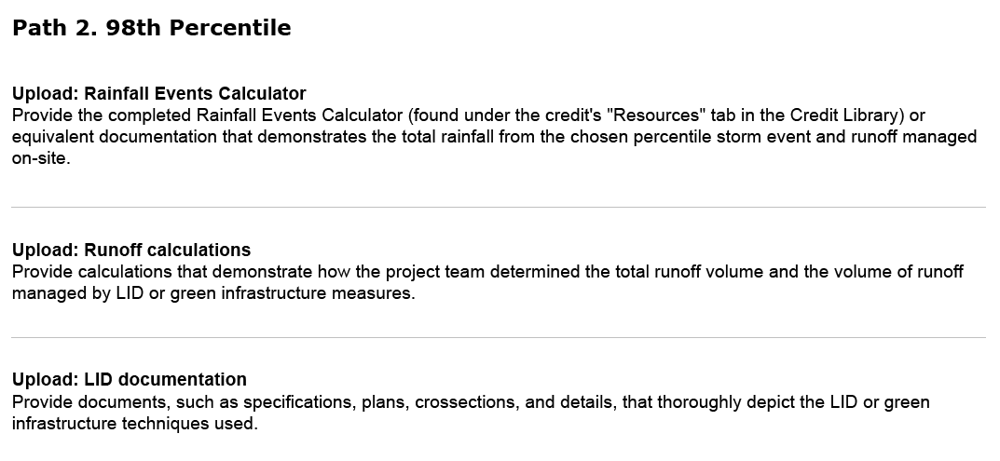 Path 2. 98th Percentile
Upload: Rainfall Events Calculator
Provide the completed Rainfall Events Calculator (found under the credit's "Resources" tab in the Credit Library) or
equivalent documentation that demonstrates the total rainfall from the chosen percentile storm event and runoff managed
on-site.
Upload: Runoff calculations
Provide calculations that demonstrate how the project team determined the total runoff volume and the volume of runoff
managed by LID or green infrastructure measures.
Upload: LID documentation
Provide documents, such as specifications, plans, crossections, and details, that thoroughly depict the LID or green
infrastructure techniques used.